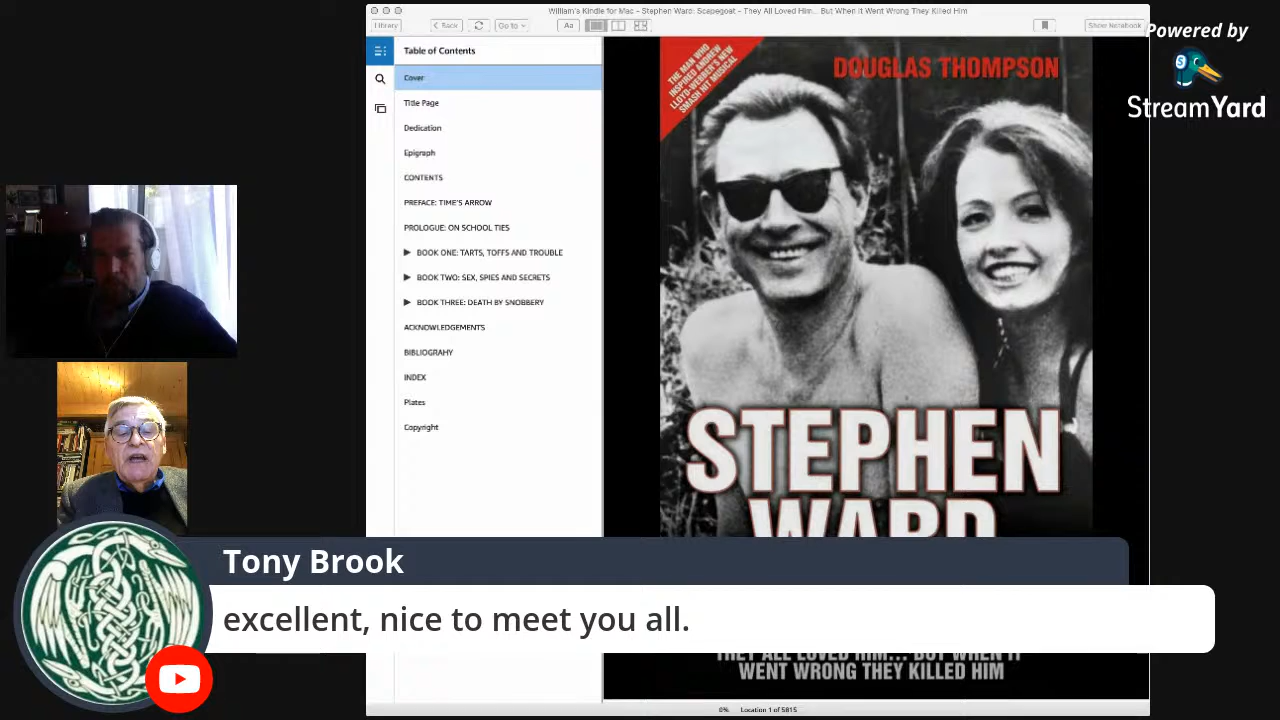 William's Kindle for Mac - Stephen Ward: Scapegoat - They All Loved Him... But When it Went Wrong They Killed Him
Library
Back
Go to
Aa
Show Notebook
Powered by
StreamYard
Table of Contents
Cover
Title Page
Dedication
Epigraph
CONTENTS
PREFACE: TIME'S ARROW
PROLOGUE: ON SCHOOL TIES
BOOK ONE: TARTS, TOFFS AND TROUBLE
BOOK TWO: SEX, SPIES AND SECRETS
BOOK THREE: DEATH BY SNOBBERY
ACKNOWLEDGEMENTS
BIBLIOGRAHY
INDEX
Plates
Copyright
THE MAN WHO
INSPIRED ANDREW
LLOYD-WEBBER'S NEW
SMASH HIT MUSICAL
DOUGLAS THOMPSON
STEPHEN
WARD
THEY ALL LOVED HIM... BUT WHEN IT
WENT WRONG THEY KILLED HIM
Tony Brook
excellent, nice to meet you all.
0%
Location 1 of 5815